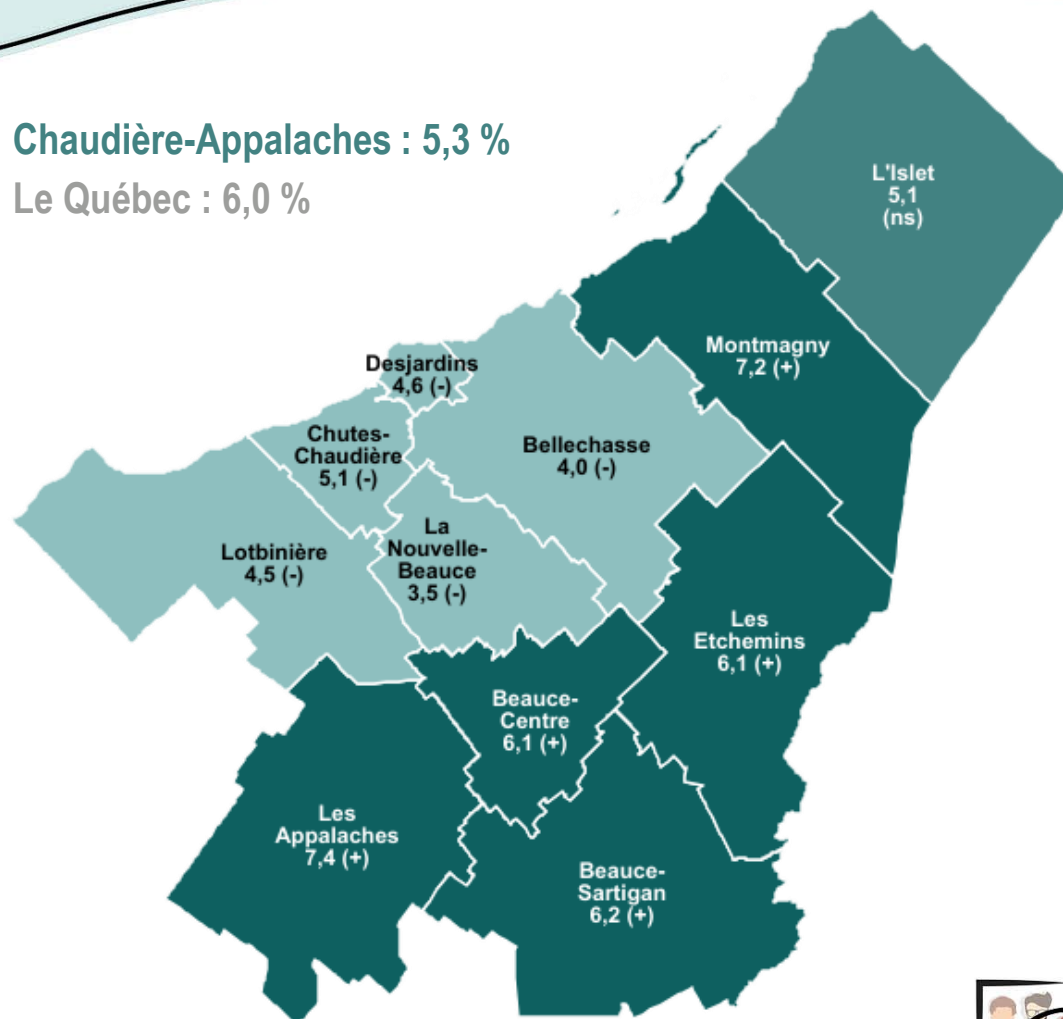 Chaudière-Appalaches : 5,3 %
Le Québec : 6,0 %
L'Islet
5,1
(ns)
Montmagny
7,2 (+)
Desjardins
4,6 (-)
Chutes-
Chaudière
5,1 (-)
Bellechasse
4,0 (-)
La
Nouvelle-
Beauce
3,5 (-)
Lotbinière
4,5 (-)
Les
Etchemins
6,1 (+)
Beauce-
Centre
6,1 (+)
Les
Appalaches
7,4 (+)
Beauce-
Sartigan
6,2 (+)